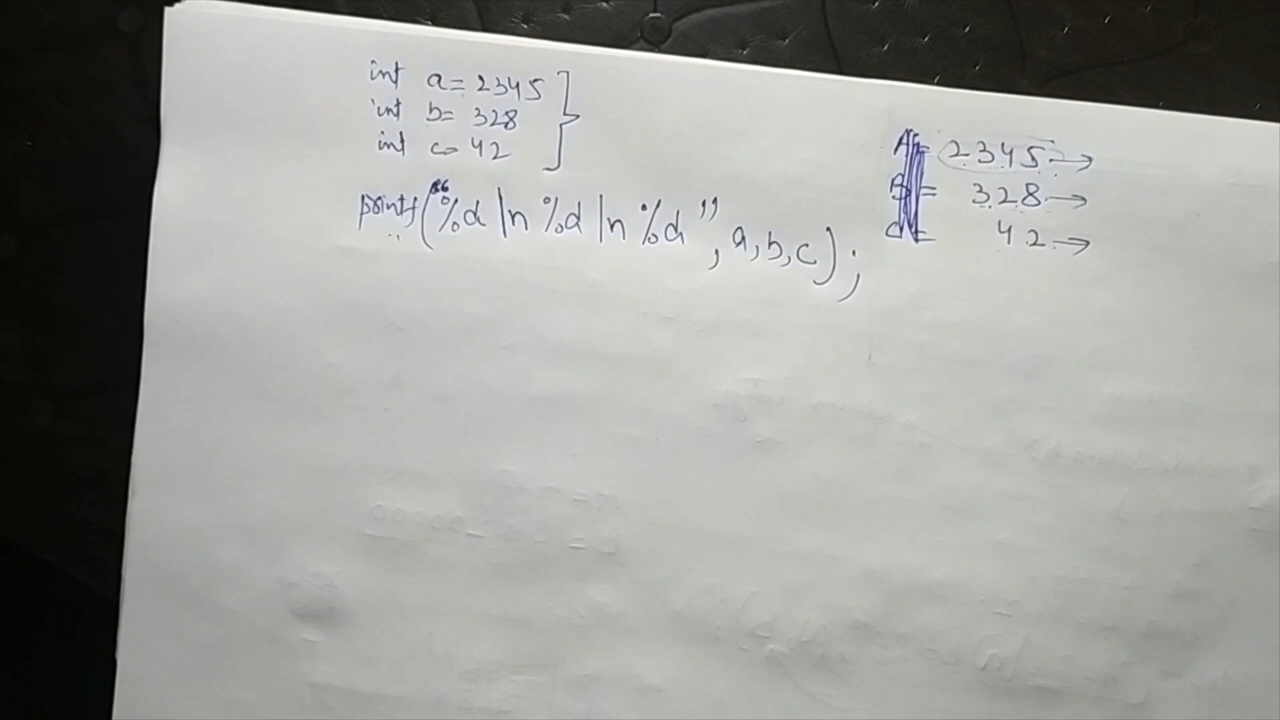 int a= 2345
int b= 328
int c= 42
printf("%d \n %d \n %d", a,b,c);
A= 2345→
B= 328→
C= 42→